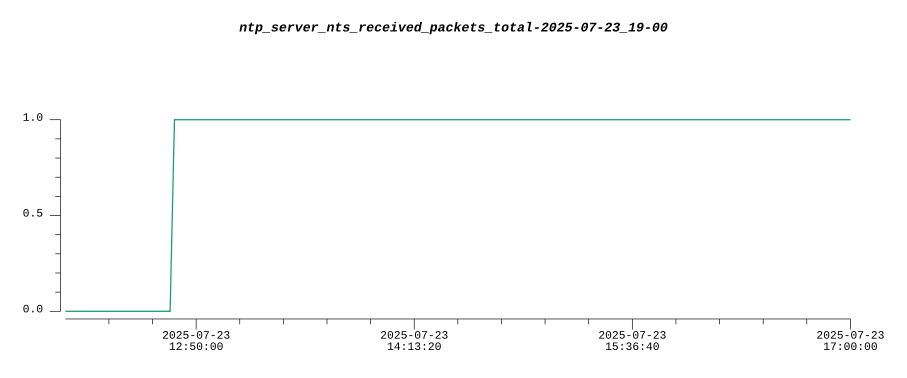 ntp_server_nts_received_packets_total-2025-07-23_19-00
1.0
0.5
0.0
2025-07-23 2025-07-23 2025-07-23 2025-07-23
12:50:00 14:13:20 15:36:40 17:00:00